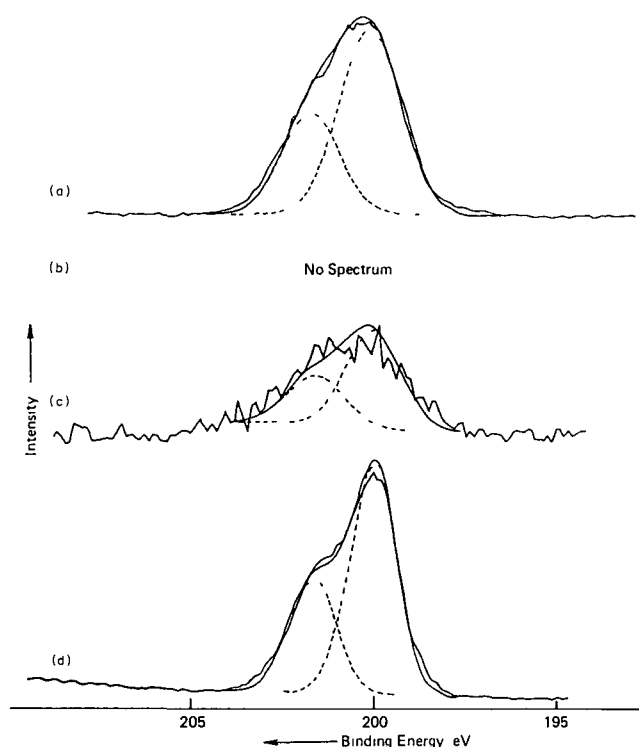 (a)
(b)
No Spectrum
(c)
Intensity
(d)
205
200
195
Binding Energy eV